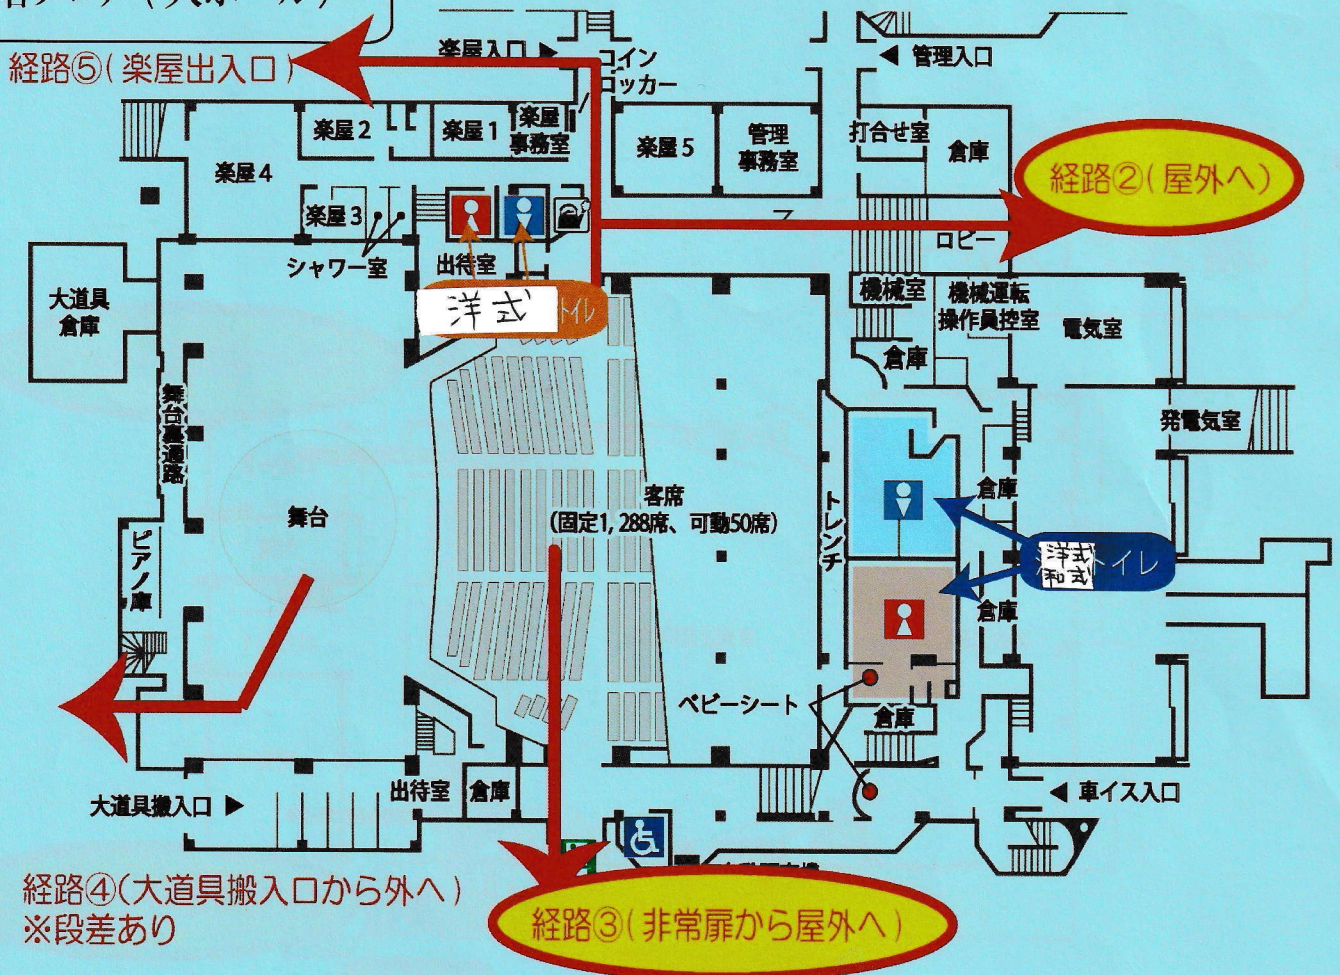 経路⑤(楽屋出入口)
楽屋入口
コイン
ロッカー
管理入口
楽屋2
楽屋1
楽屋
事務室
楽屋5
管理
事務室
打合せ室
倉庫
経路②(屋外へ)
楽屋4
楽屋3
シャワー室
出待室
ロビー
洋式トイレ
大道具
倉庫
機械室
機械運転
操作員控室
電気室
倉庫
舞台裏通路
発電気室
舞台
客席
(固定1,288席、可動50席)
トレンチ
倉庫
洋式
和式
トイレ
ピアノ庫
倉庫
ベビーシート
倉庫
大道具搬入口
出待室
倉庫
車イス入口
経路④(大道具搬入口から外へ)
※段差あり
経路③(非常扉から屋外へ)